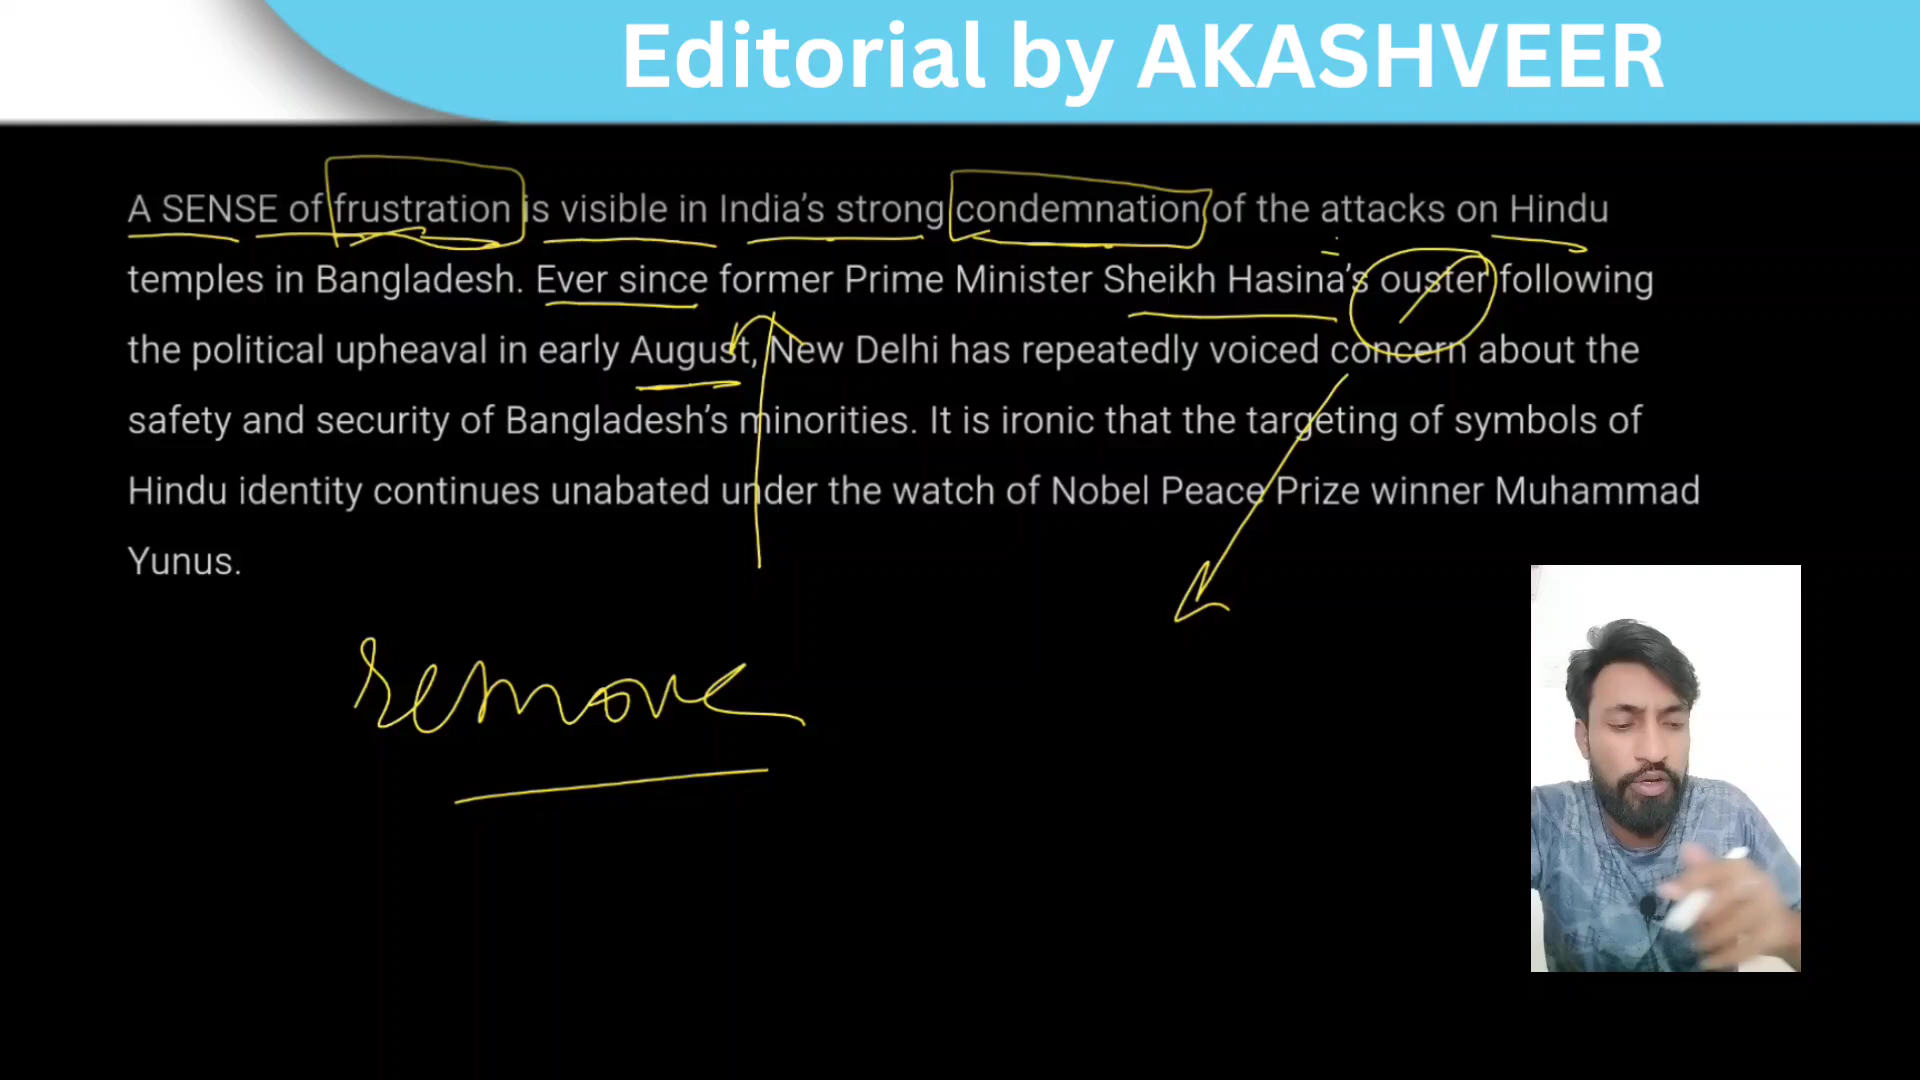 Editorial by AKASHVEER
A SENSE of frustration is visible in India’s strong condemnation of the attacks on Hindu
temples in Bangladesh. Ever since former Prime Minister Sheikh Hasina’s ouster following
the political upheaval in early August, New Delhi has repeatedly voiced concern about the
safety and security of Bangladesh’s minorities. It is ironic that the targeting of symbols of
Hindu identity continues unabated under the watch of Nobel Peace Prize winner Muhammad
Yunus.
remove